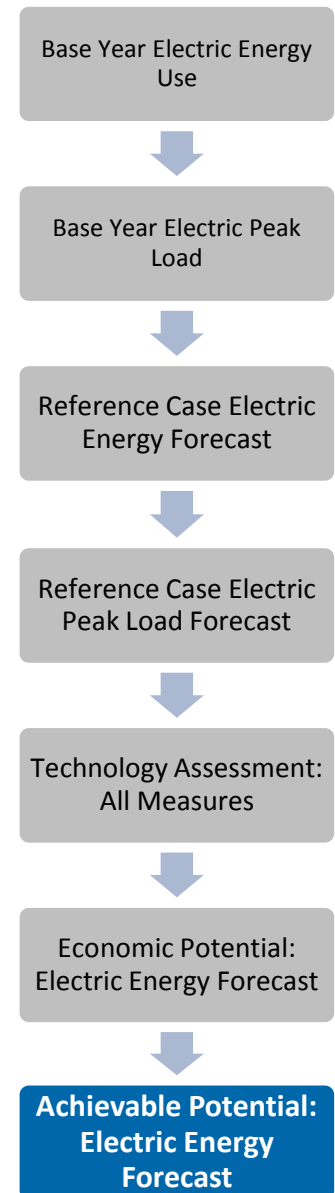 Base Year Electric Energy
Use
Base Year Electric Peak
Load
Reference Case Electric
Energy Forecast
Reference Case Electric
Peak Load Forecast
Technology Assessment:
All Measures
Economic Potential:
Electric Energy Forecast
Achievable Potential:
Electric Energy
Forecast